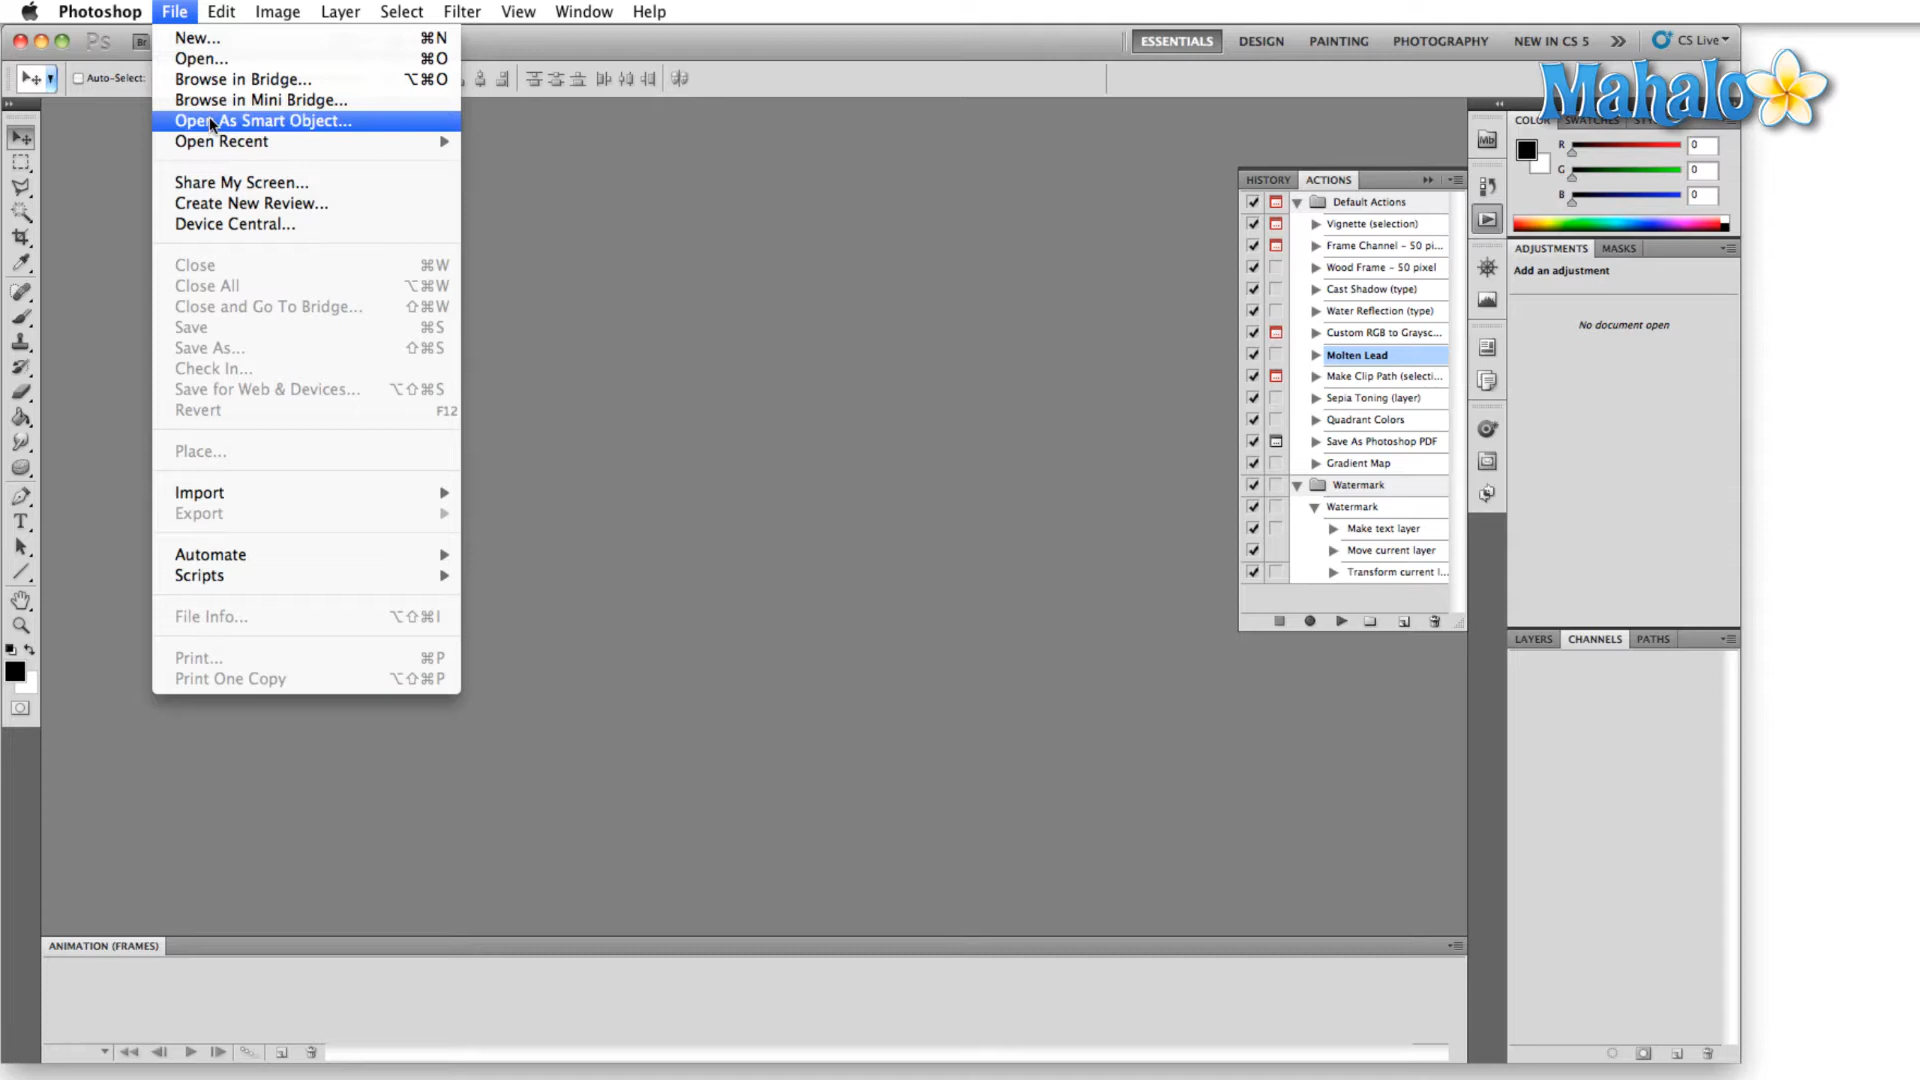 Photoshop File Edit Image Layer Select Filter View Window Help
Ps Br ESSENTIALS DESIGN PAINTING PHOTOGRAPHY NEW IN CS 5 CS Live
Auto-Select:
Mahalo
New... ⌘N
Open... ⌘O
Browse in Bridge... ⌥⌘O
Browse in Mini Bridge...
Open As Smart Object...
Open Recent
Share My Screen...
Create New Review...
Device Central...
Close ⌘W
Close All ⌥⌘W
Close and Go To Bridge... ⇧⌘W
Save ⌘S
Save As... ⇧⌘S
Check In...
Save for Web & Devices... ⌥⇧⌘S
Revert F12
Place...
Import
Export
Automate
Scripts
File Info... ⌥⇧⌘I
Print... ⌘P
Print One Copy ⌥⇧⌘P
HISTORY ACTIONS
Default Actions
Vignette (selection)
Frame Channel - 50 pi...
Wood Frame - 50 pixel
Cast Shadow (type)
Water Reflection (type)
Custom RGB to Graysc...
Molten Lead
Make Clip Path (selecti...
Sepia Toning (layer)
Quadrant Colors
Save As Photoshop PDF
Gradient Map
Watermark
Watermark
Make text layer
Move current layer
Transform current l...
Mb
COLOR SWATCHES
R 0
G 0
B 0
ADJUSTMENTS MASKS
Add an adjustment
No document open
LAYERS CHANNELS PATHS
ANIMATION (FRAMES)